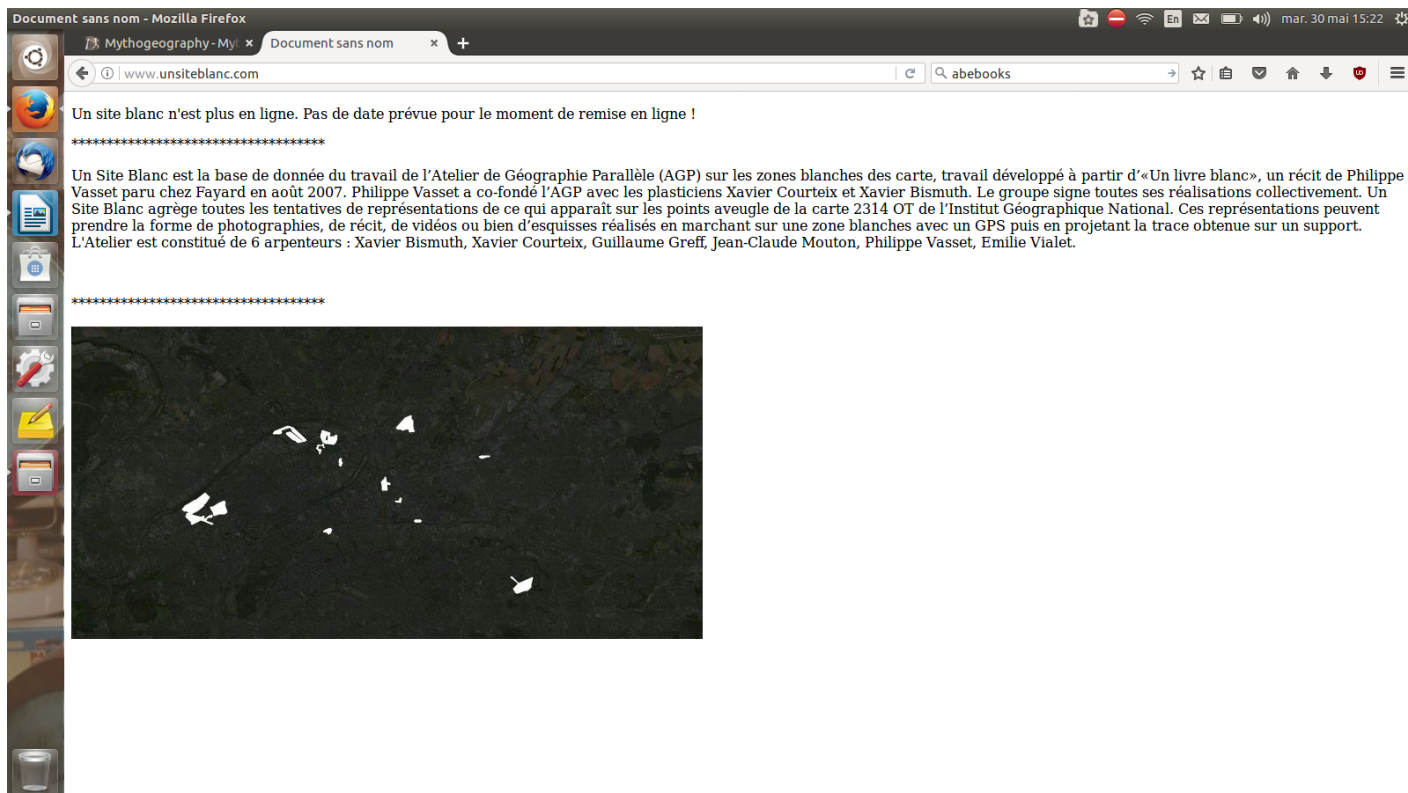 Document sans nom - Mozilla Firefox
En
mar. 30 mai 15:22
Mythogeography - My
Document sans nom
www.unsiteblanc.com
abebooks
Un site blanc n'est plus en ligne. Pas de date prévue pour le moment de remise en ligne !
************************************
Un Site Blanc est la base de donnée du travail de l’Atelier de Géographie Parallèle (AGP) sur les zones blanches des carte, travail développé à partir d’«Un livre blanc», un récit de Philippe
Vasset paru chez Fayard en août 2007. Philippe Vasset a co-fondé l’AGP avec les plasticiens Xavier Courteix et Xavier Bismuth. Le groupe signe toutes ses réalisations collectivement. Un
Site Blanc agrège toutes les tentatives de représentations de ce qui apparaît sur les points aveugle de la carte 2314 OT de l’Institut Géographique National. Ces représentations peuvent
prendre la forme de photographies, de récit, de vidéos ou bien d’esquisses réalisés en marchant sur une zone blanches avec un GPS puis en projetant la trace obtenue sur un support.
L'Atelier est constitué de 6 arpenteurs : Xavier Bismuth, Xavier Courteix, Guillaume Greff, Jean-Claude Mouton, Philippe Vasset, Emilie Vialet.
************************************